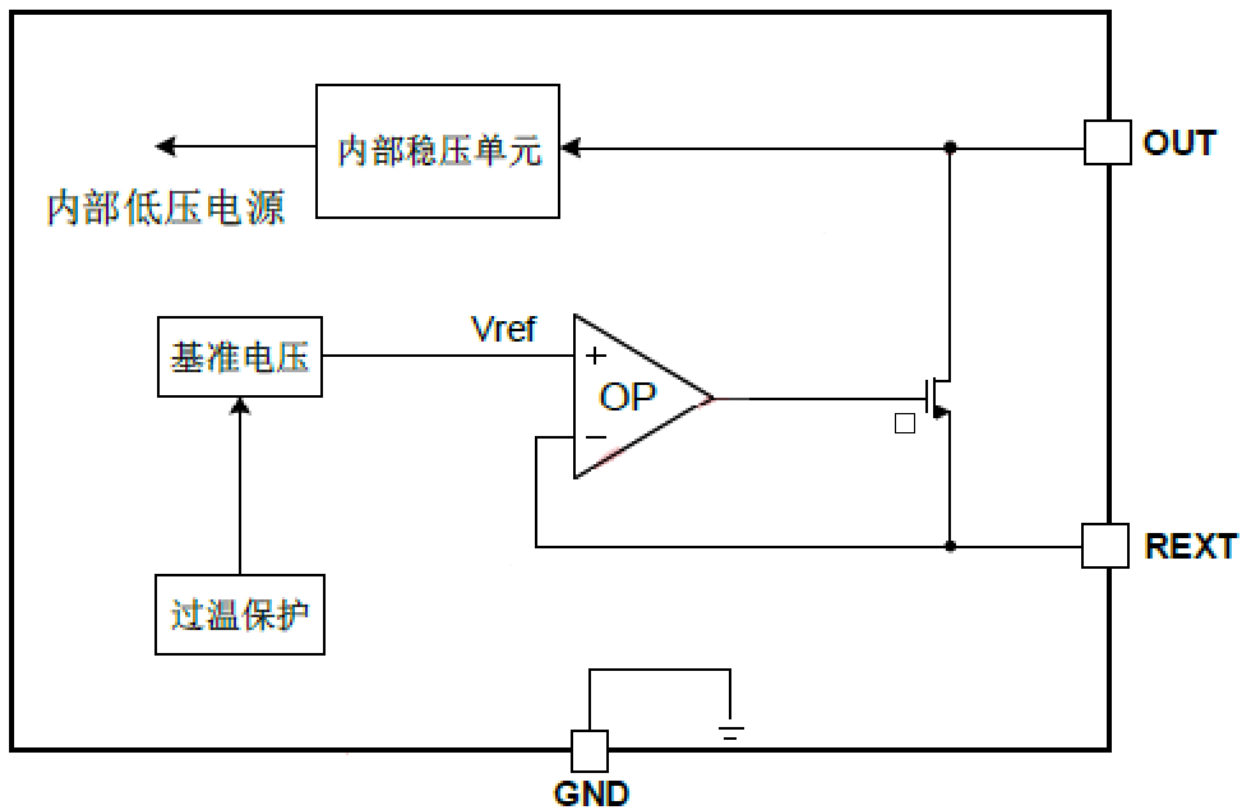 内部稳压单元
OUT
内部低压电源
Vref
基准电压
+
OP
−
REXT
过温保护
GND